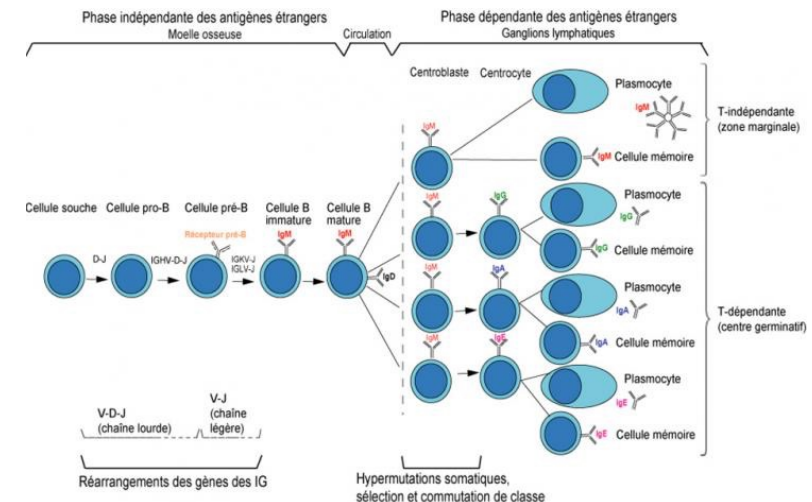 Phase indépendante des antigènes étrangers
Moelle osseuse
Circulation
Phase dépendante des antigènes étrangers
Ganglions lymphatiques
Centroblaste
Centrocyte
Plasmocyte
IgM
IgM
IgM
Cellule mémoire
T-indépendante
(zone marginale)
Cellule souche
Cellule pro-B
Cellule pré-B
Cellule B
immature
Cellule B
mature
Récepteur pré-B
IgM
IgM
IgD
D-J
IGHV-D-J
IGKV-J
IGLV-J
IgM
IgG
Plasmocyte
IgG
IgG
Cellule mémoire
IgM
IgA
Plasmocyte
IgA
IgA
Cellule mémoire
T-dépendante
(centre germinatif)
IgM
IgE
Plasmocyte
IgE
IgE
Cellule mémoire
V-D-J
(chaîne lourde)
V-J
(chaîne
légère)
Réarrangements des gènes des IG
Hypermutations somatiques,
sélection et commutation de classe